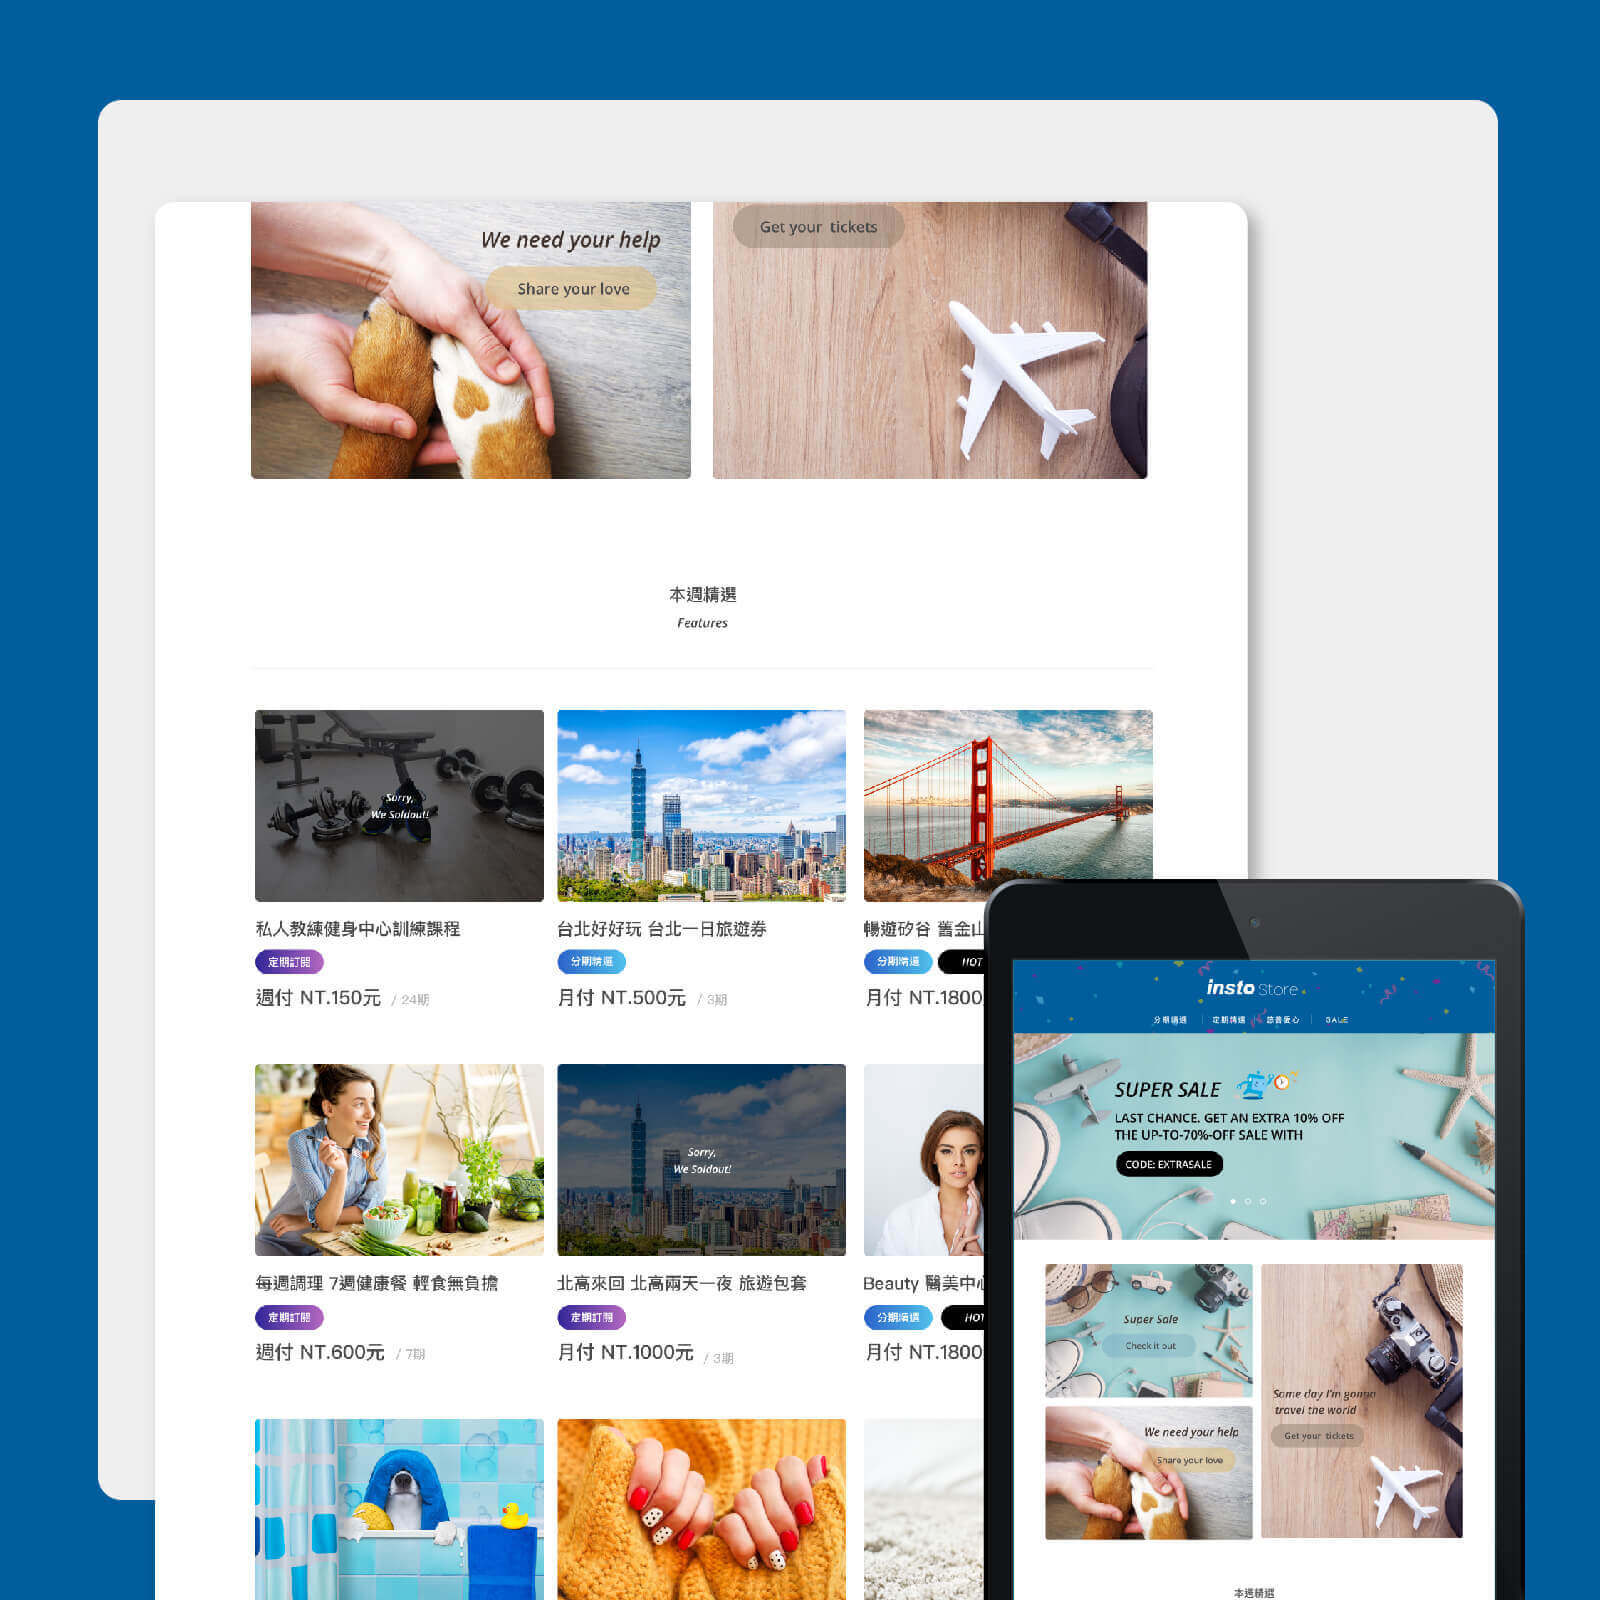 We need your help
Share your love
Get your tickets
本週精選
Features
Sorry,
We Soldout!
私人教練健身中心訓練課程
定期訂閱
週付 NT.150元 / 24期
台北好好玩 台北一日旅遊券
分期精選
月付 NT.500元 / 3期
暢遊矽谷 舊金山
分期精選 HOT
月付 NT.1800
每週調理 7週健康餐 輕食無負擔
定期訂閱
週付 NT.600元 / 7期
Sorry,
We Soldout!
北高來回 北高兩天一夜 旅遊包套
定期訂閱
月付 NT.1000元 / 3期
Beauty 醫美中心
分期精選 HOT
月付 NT.1800
insto Store
分期精選 定期精選 慈善愛心 SALE
SUPER SALE
LAST CHANCE. GET AN EXTRA 10% OFF
THE UP-TO-70%-OFF SALE WITH
CODE: EXTRASALE
Super Sale
Check it out
We need your help
Share your love
Some day I'm gonna
travel the world
Get your tickets
本週精選